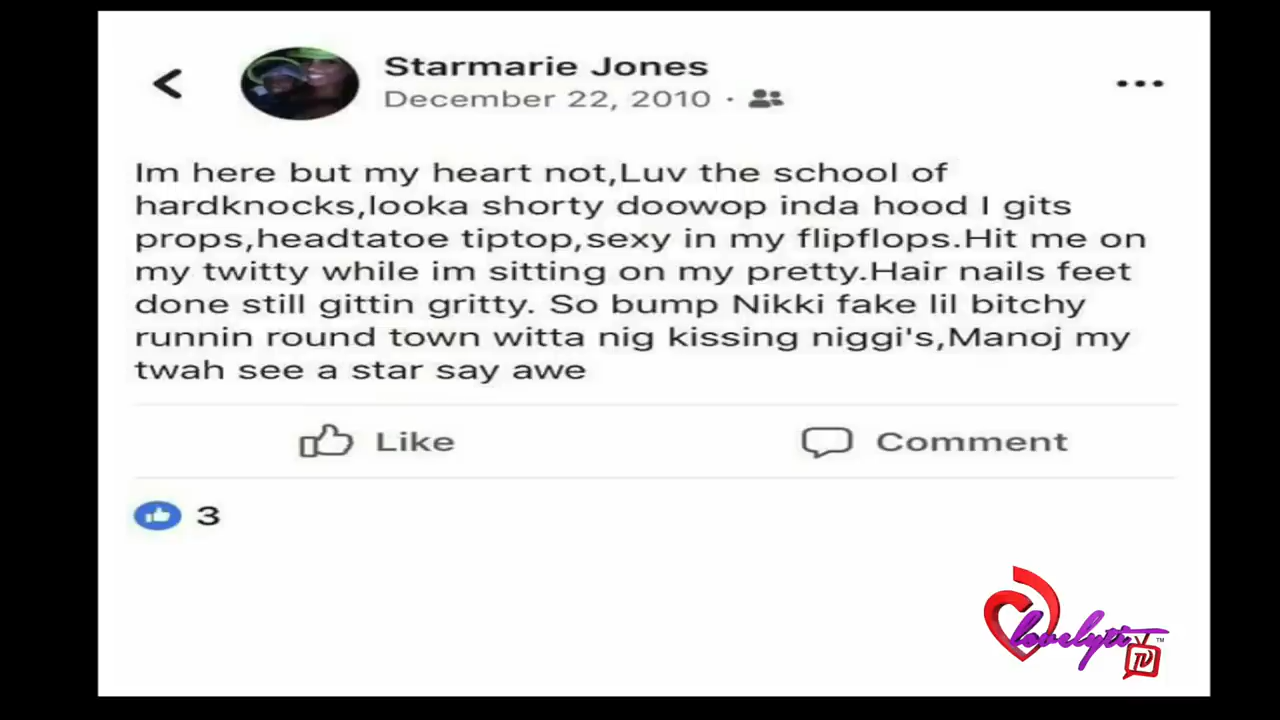 Starmarie Jones
December 22, 2010 ·
Im here but my heart not,Luv the school of
hardknocks,looka shorty doowop inda hood I gits
props,headtatoe tiptop,sexy in my flipflops.Hit me on
my twitty while im sitting on my pretty.Hair nails feet
done still gittin gritty. So bump Nikki fake lil bitchy
runnin round town witta nig kissing niggi's,Manoj my
twah see a star say awe
Like
Comment
3
lovelyti
TV
TM